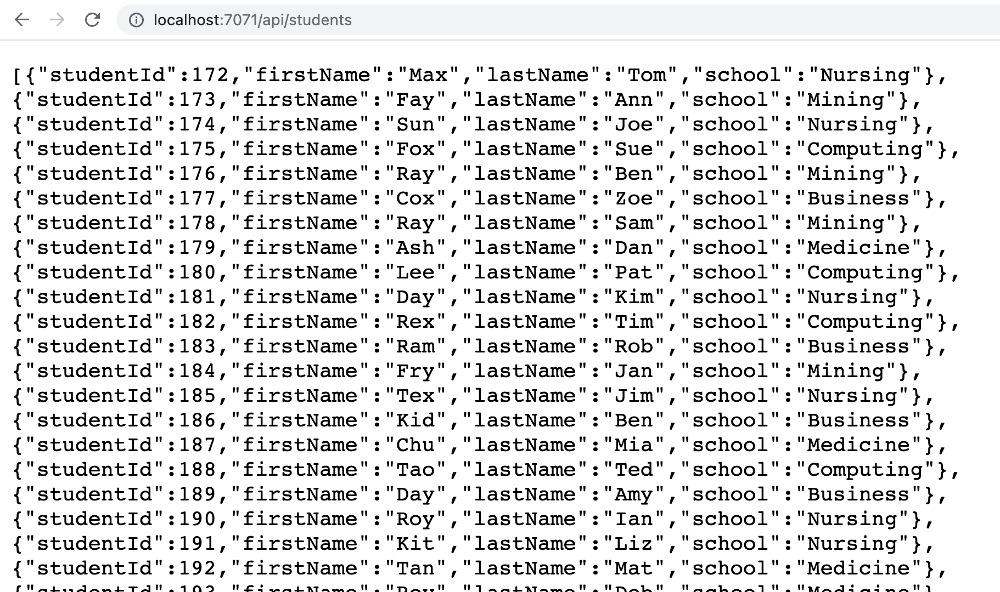 localhost:7071/api/students
[{"studentId":172,"firstName":"Max","lastName":"Tom","school":"Nursing"},
{"studentId":173,"firstName":"Fay","lastName":"Ann","school":"Mining"},
{"studentId":174,"firstName":"Sun","lastName":"Joe","school":"Nursing"},
{"studentId":175,"firstName":"Fox","lastName":"Sue","school":"Computing"},
{"studentId":176,"firstName":"Ray","lastName":"Ben","school":"Mining"},
{"studentId":177,"firstName":"Cox","lastName":"Zoe","school":"Business"},
{"studentId":178,"firstName":"Ray","lastName":"Sam","school":"Mining"},
{"studentId":179,"firstName":"Ash","lastName":"Dan","school":"Medicine"},
{"studentId":180,"firstName":"Lee","lastName":"Pat","school":"Computing"},
{"studentId":181,"firstName":"Day","lastName":"Kim","school":"Nursing"},
{"studentId":182,"firstName":"Rex","lastName":"Tim","school":"Computing"},
{"studentId":183,"firstName":"Ram","lastName":"Rob","school":"Business"},
{"studentId":184,"firstName":"Fry","lastName":"Jan","school":"Mining"},
{"studentId":185,"firstName":"Tex","lastName":"Jim","school":"Nursing"},
{"studentId":186,"firstName":"Kid","lastName":"Ben","school":"Business"},
{"studentId":187,"firstName":"Chu","lastName":"Mia","school":"Medicine"},
{"studentId":188,"firstName":"Tao","lastName":"Ted","school":"Computing"},
{"studentId":189,"firstName":"Day","lastName":"Amy","school":"Business"},
{"studentId":190,"firstName":"Roy","lastName":"Ian","school":"Nursing"},
{"studentId":191,"firstName":"Kit","lastName":"Liz","school":"Nursing"},
{"studentId":192,"firstName":"Tan","lastName":"Mat","school":"Medicine"},
{"studentId":193,"firstName":"","lastName":"","school":"Medicine"}